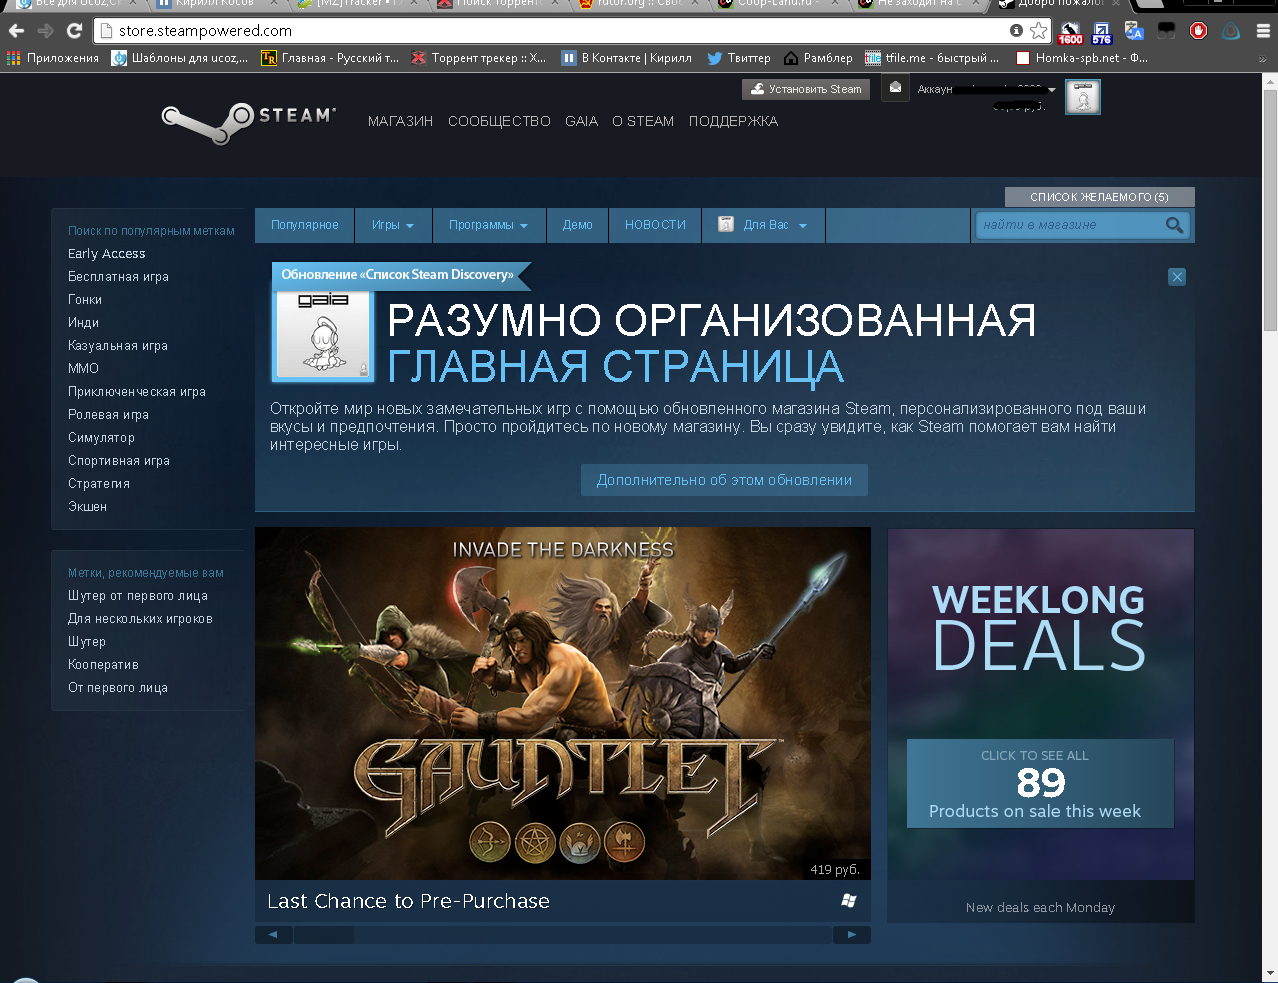 Все для Ucoz,С
Кирилл Косов
[MZ]Tracker •
Поиск торрент
rutor.org :: Своб
Coop-Land.ru -
Не заходит на с
Добро пожалов
store.steampowered.com
1600
576
Приложения
Шаблоны для ucoz,...
Главная - Русский т...
Торрент трекер :: X...
В Контакте | Кирилл
Твиттер
Рамблер
tfile.me - быстрый ...
Homka-spb.net - Ф...
Установить Steam
Аккаун
STEAM
МАГАЗИН СООБЩЕСТВО GAIA О STEAM ПОДДЕРЖКА
СПИСОК ЖЕЛАЕМОГО (5)
Популярное Игры Программы Демо НОВОСТИ Для Вас
найти в магазине
Поиск по популярным меткам
Early Access
Бесплатная игра
Гонки
Инди
Казуальная игра
ММО
Приключенческая игра
Ролевая игра
Симулятор
Спортивная игра
Стратегия
Экшен
Метки, рекомендуемые вам
Шутер от первого лица
Для нескольких игроков
Шутер
Кооператив
От первого лица
Обновление «Список Steam Discovery»
gaia
РАЗУМНО ОРГАНИЗОВАННАЯ
ГЛАВНАЯ СТРАНИЦА
Откройте мир новых замечательных игр с помощью обновленного магазина Steam, персонализированного под ваши
вкусы и предпочтения. Просто пройдитесь по новому магазину. Вы сразу увидите, как Steam помогает вам найти
интересные игры.
Дополнительно об этом обновлении
INVADE THE DARKNESS
GAUNTLET
419 руб.
Last Chance to Pre-Purchase
WEEKLONG
DEALS
CLICK TO SEE ALL
89
Products on sale this week
New deals each Monday